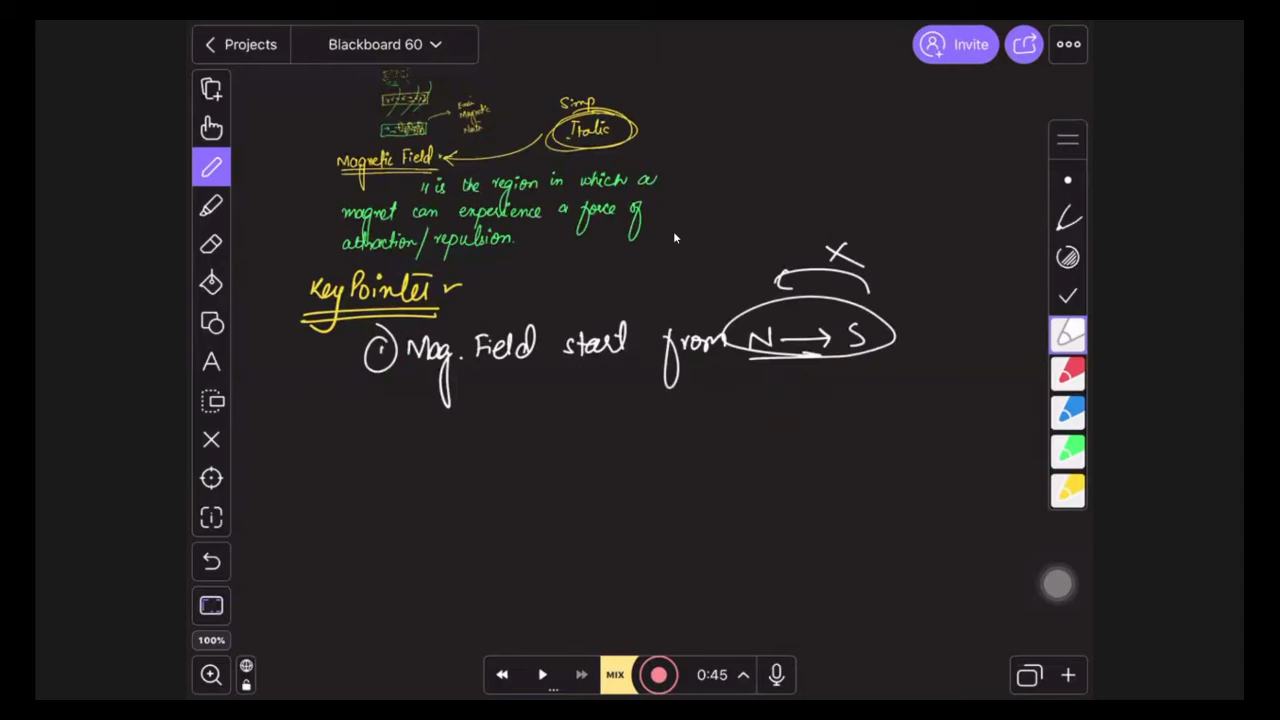 Projects
Blackboard 60
Invite
Magnetic
Simp
Italic
Magnetic Field
It is the region in which a
magnet can experience a force of
attraction/repulsion.
Key Pointer
① Mag. Field start from N → S
X
100%
MIX
0:45